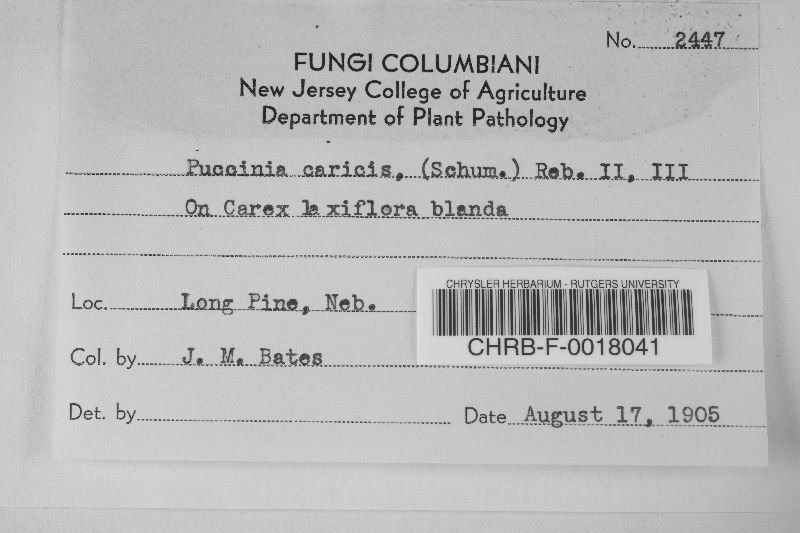 No. 2447
FUNGI COLUMBIANI
New Jersey College of Agriculture
Department of Plant Pathology
Puccinia caricis, (Schum.) Reb. II, III
On Carex laxiflora blanda
Loc. Long Pine, Neb.
CHRYSLER HERBARIUM - RUTGERS UNIVERSITY
CHRB-F-0018041
Col. by J. M. Bates
Det. by
Date August 17, 1905